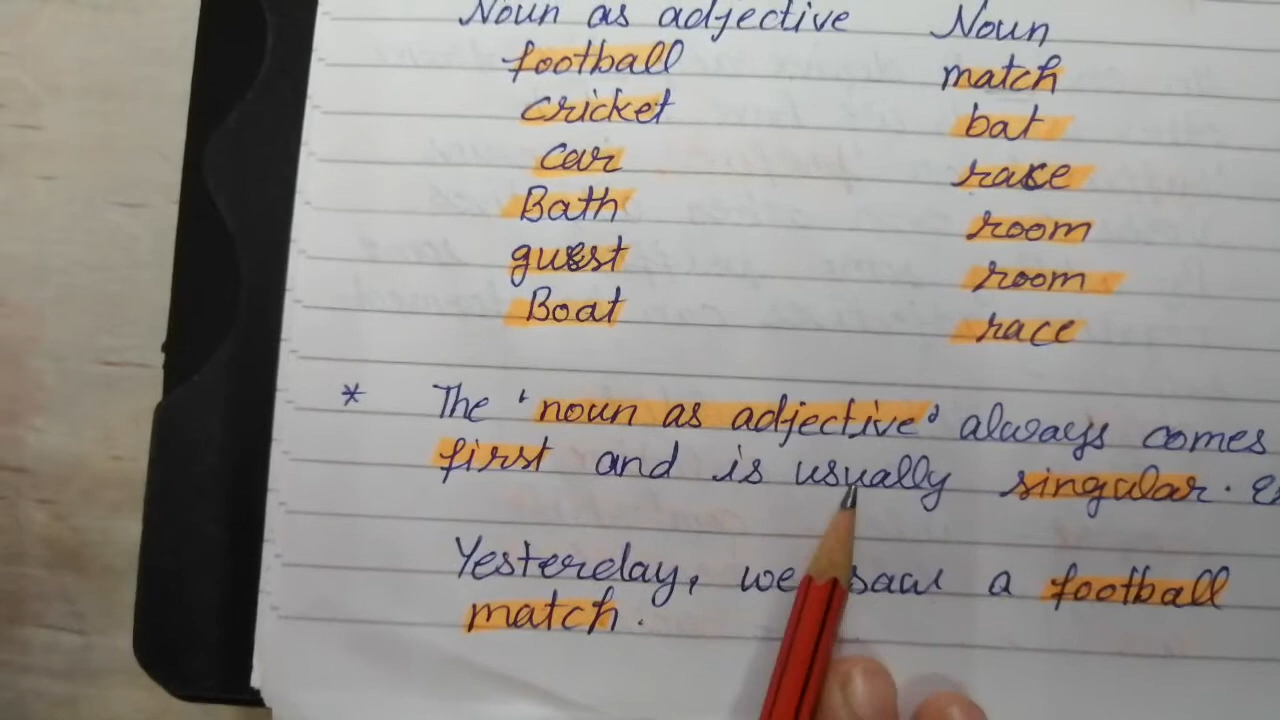 Noun as adjective Noun
football match
cricket bat
car race
Bath room
guest room
Boat race
* The 'noun as adjective' always comes
first and is usually singular.
Yesterday, we saw a football
match.